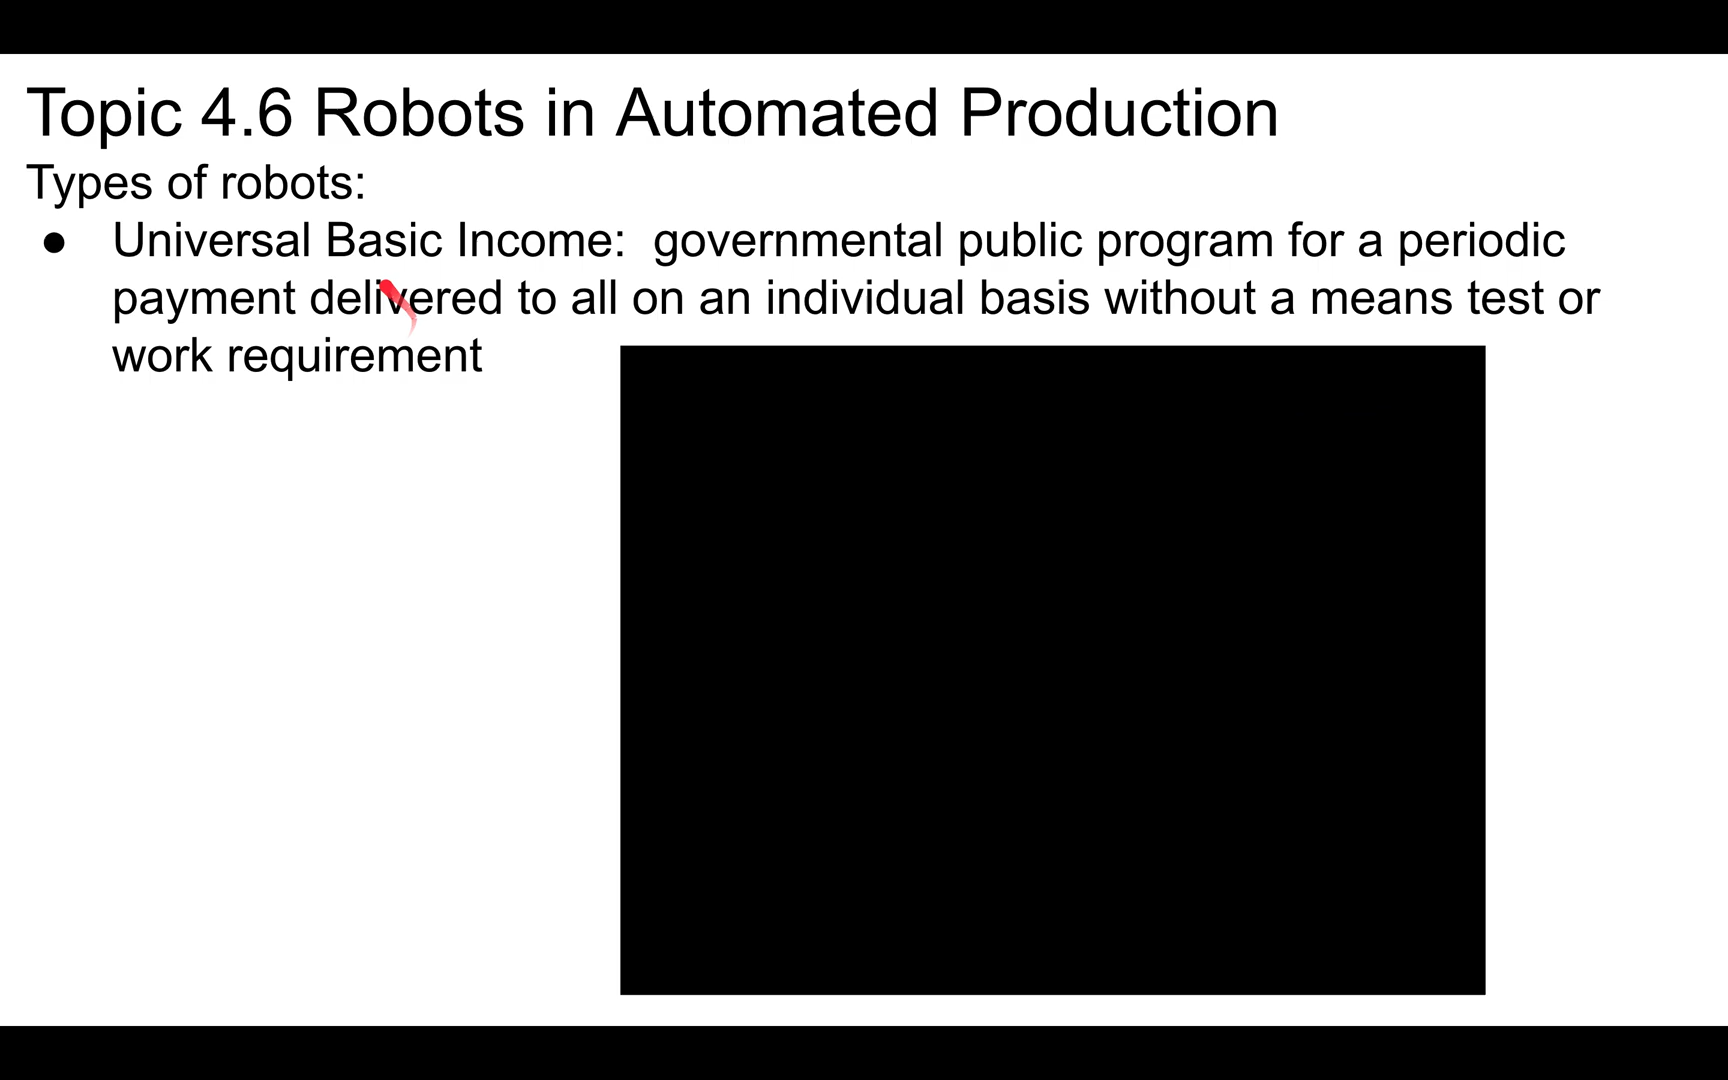 Topic 4.6 Robots in Automated Production
Types of robots:
● Universal Basic Income:  governmental public program for a periodic
payment delivered to all on an individual basis without a means test or
work requirement